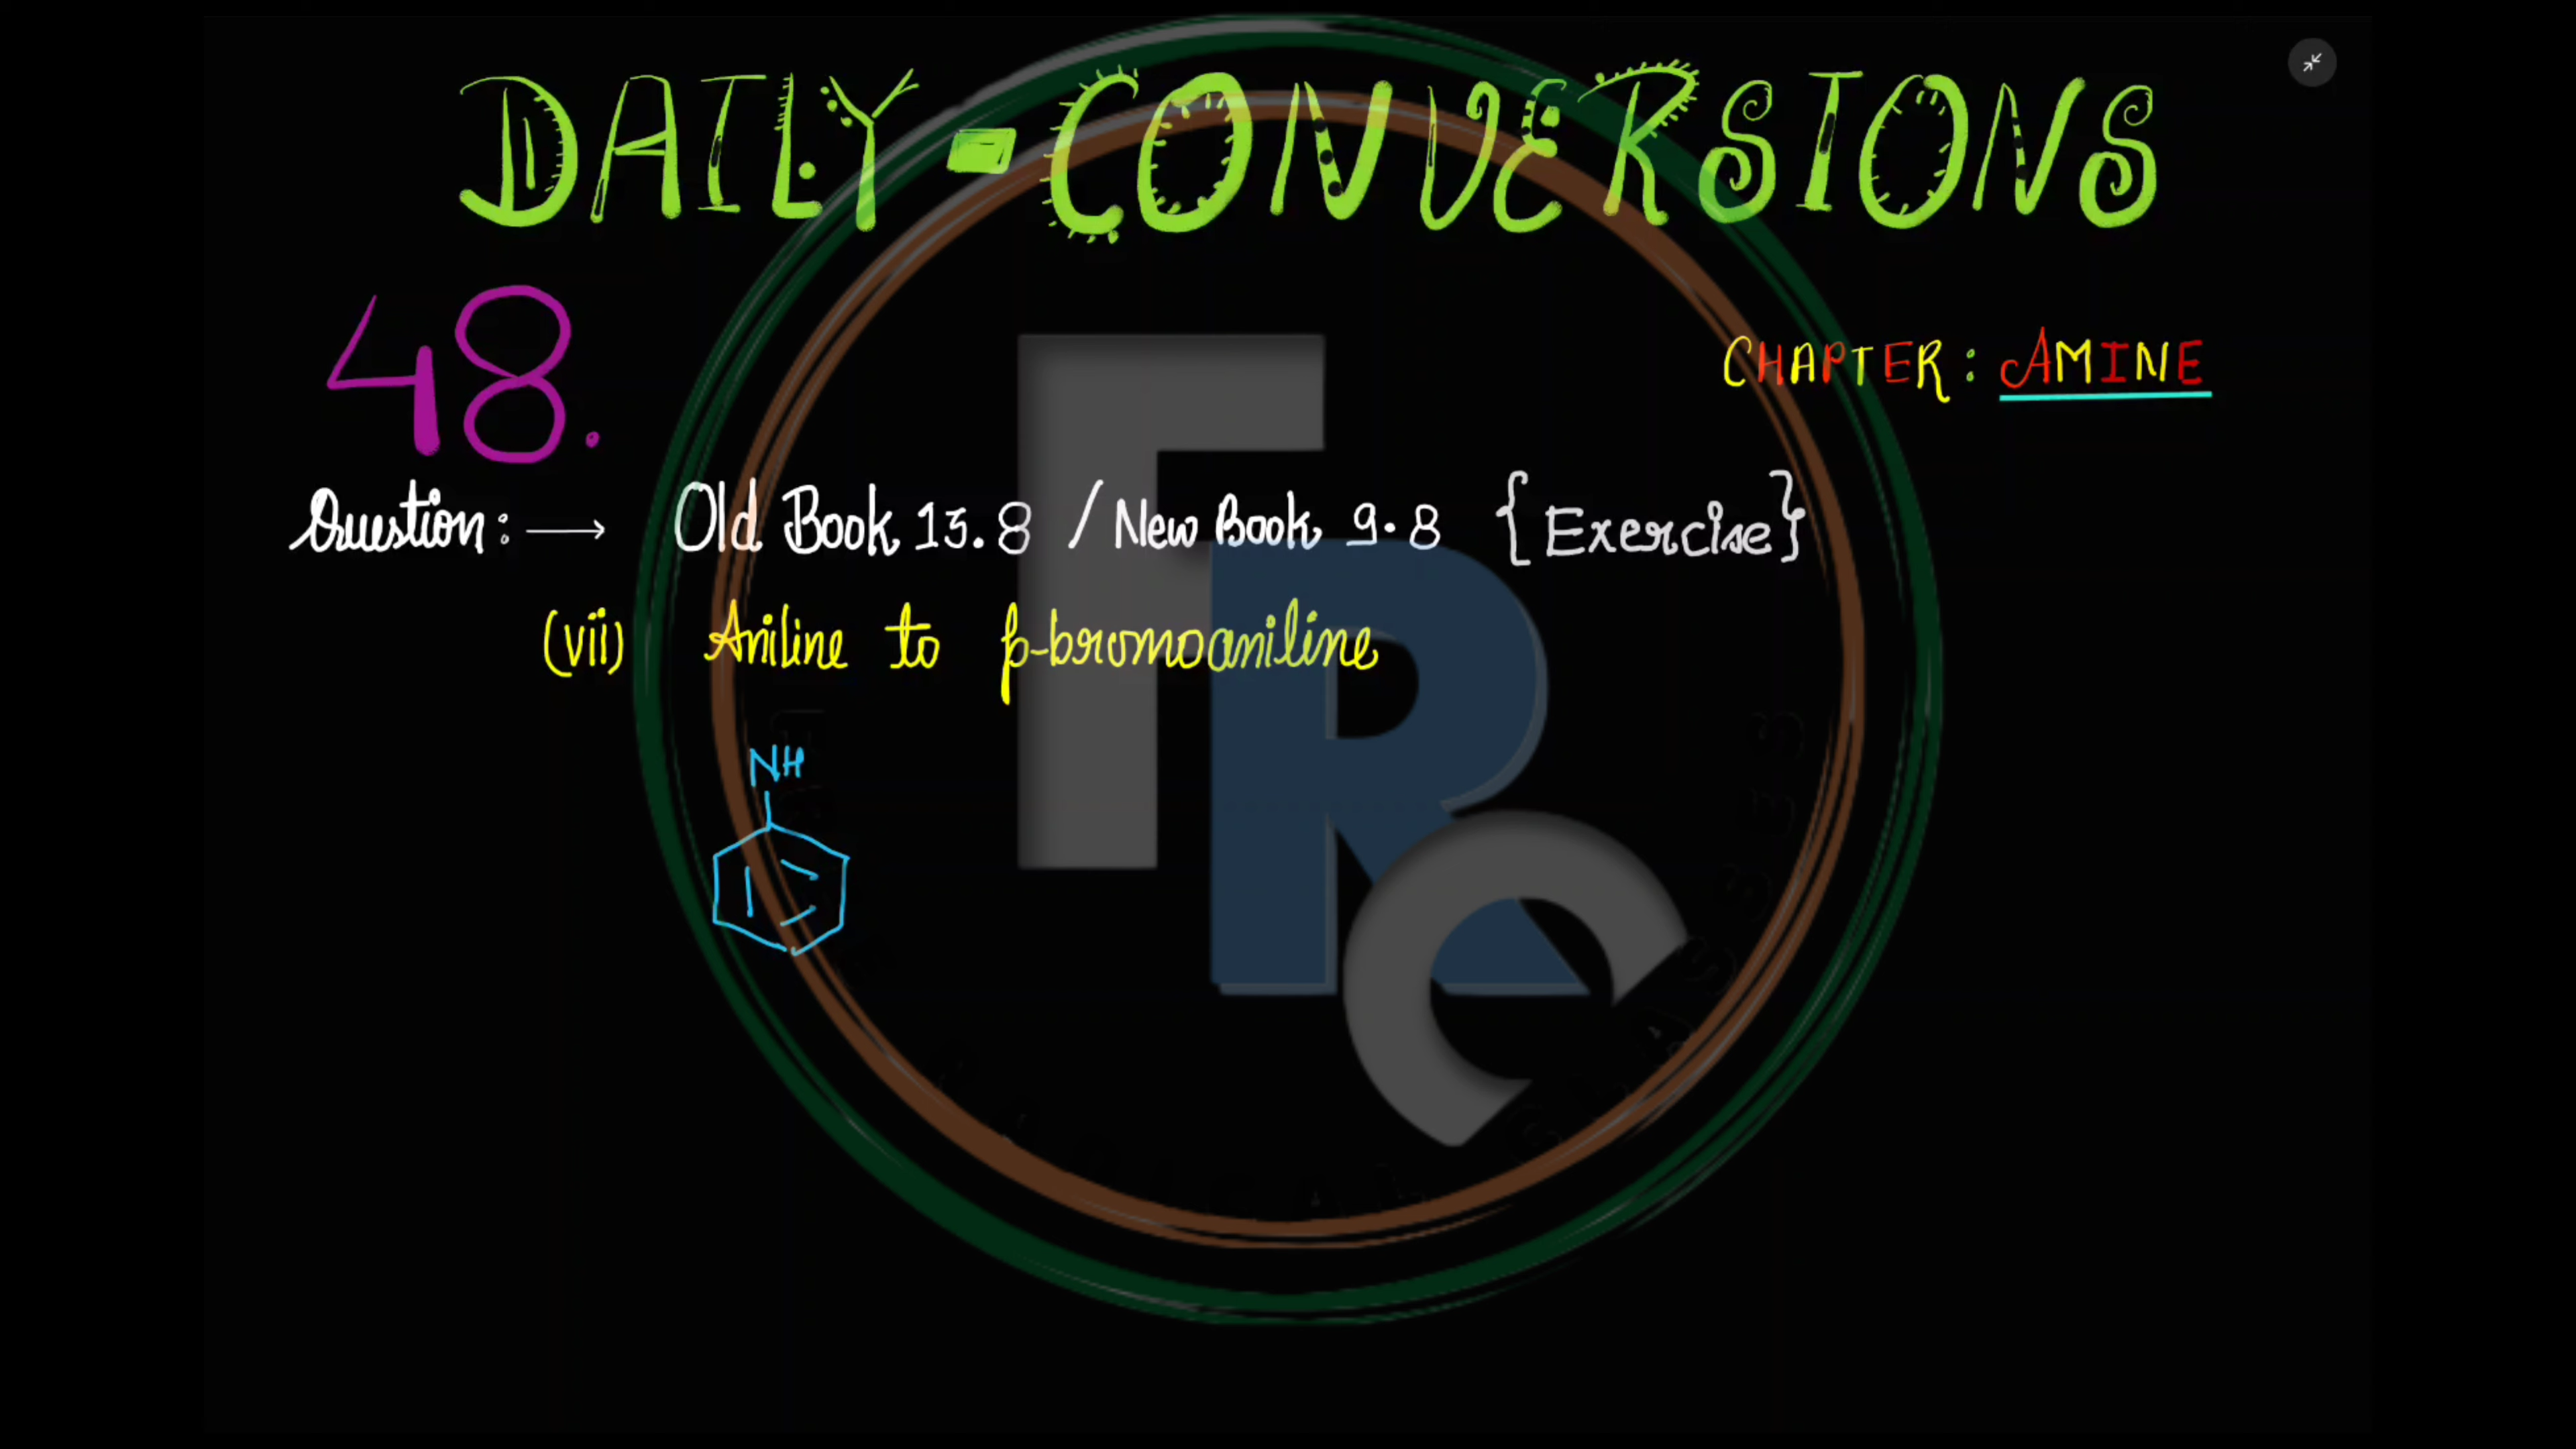 DAILY-CONVERSIONS
48.
CHAPTER: AMINE
Question: → Old Book 13.8 / New Book 9.8 {Exercise}
(vii) Aniline to p-bromoaniline
NH
FRC